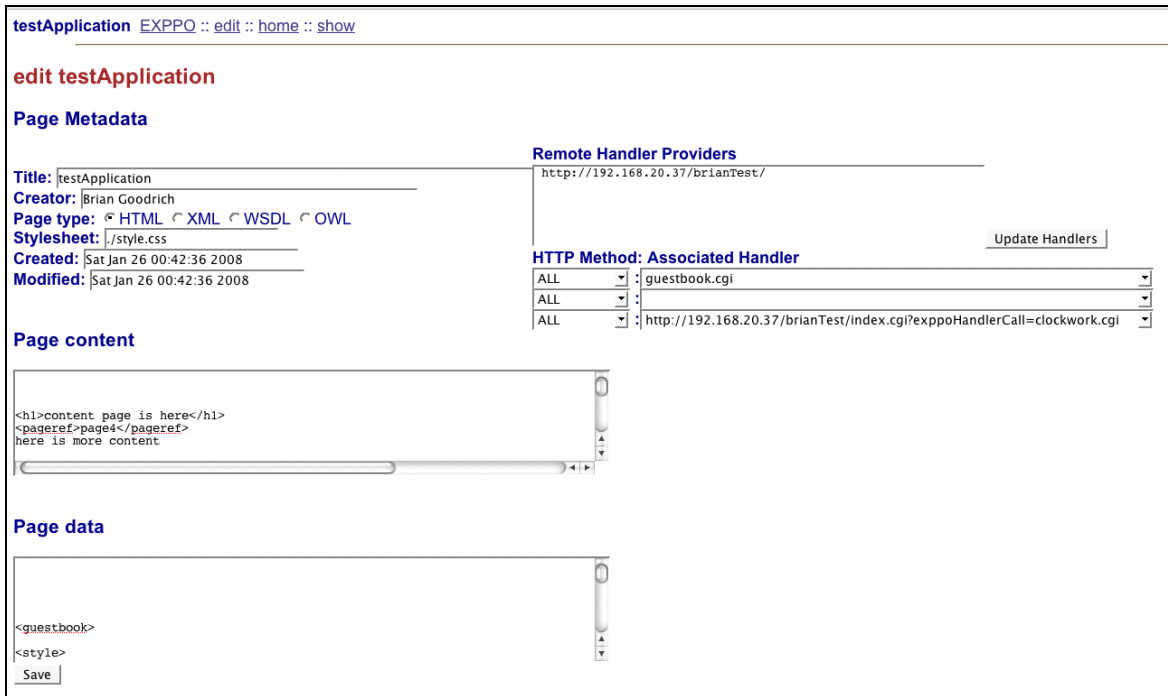 testApplication EXPPO :: edit :: home :: show
edit testApplication
Page Metadata
Title: testApplication
Creator: Brian Goodrich
Page type: HTML XML WSDL OWL
Stylesheet: ./style.css
Created: Sat Jan 26 00:42:36 2008
Modified: Sat Jan 26 00:42:36 2008
Remote Handler Providers
http://192.168.20.37/brianTest/
Update Handlers
HTTP Method: Associated Handler
ALL : guestbook.cgi
ALL :
ALL : http://192.168.20.37/brianTest/index.cgi?exppoHandlerCall=clockwork.cgi
Page content
<h1>content page is here</h1>
<pageref>page4</pageref>
here is more content
Page data
<guestbook>
<style>
Save